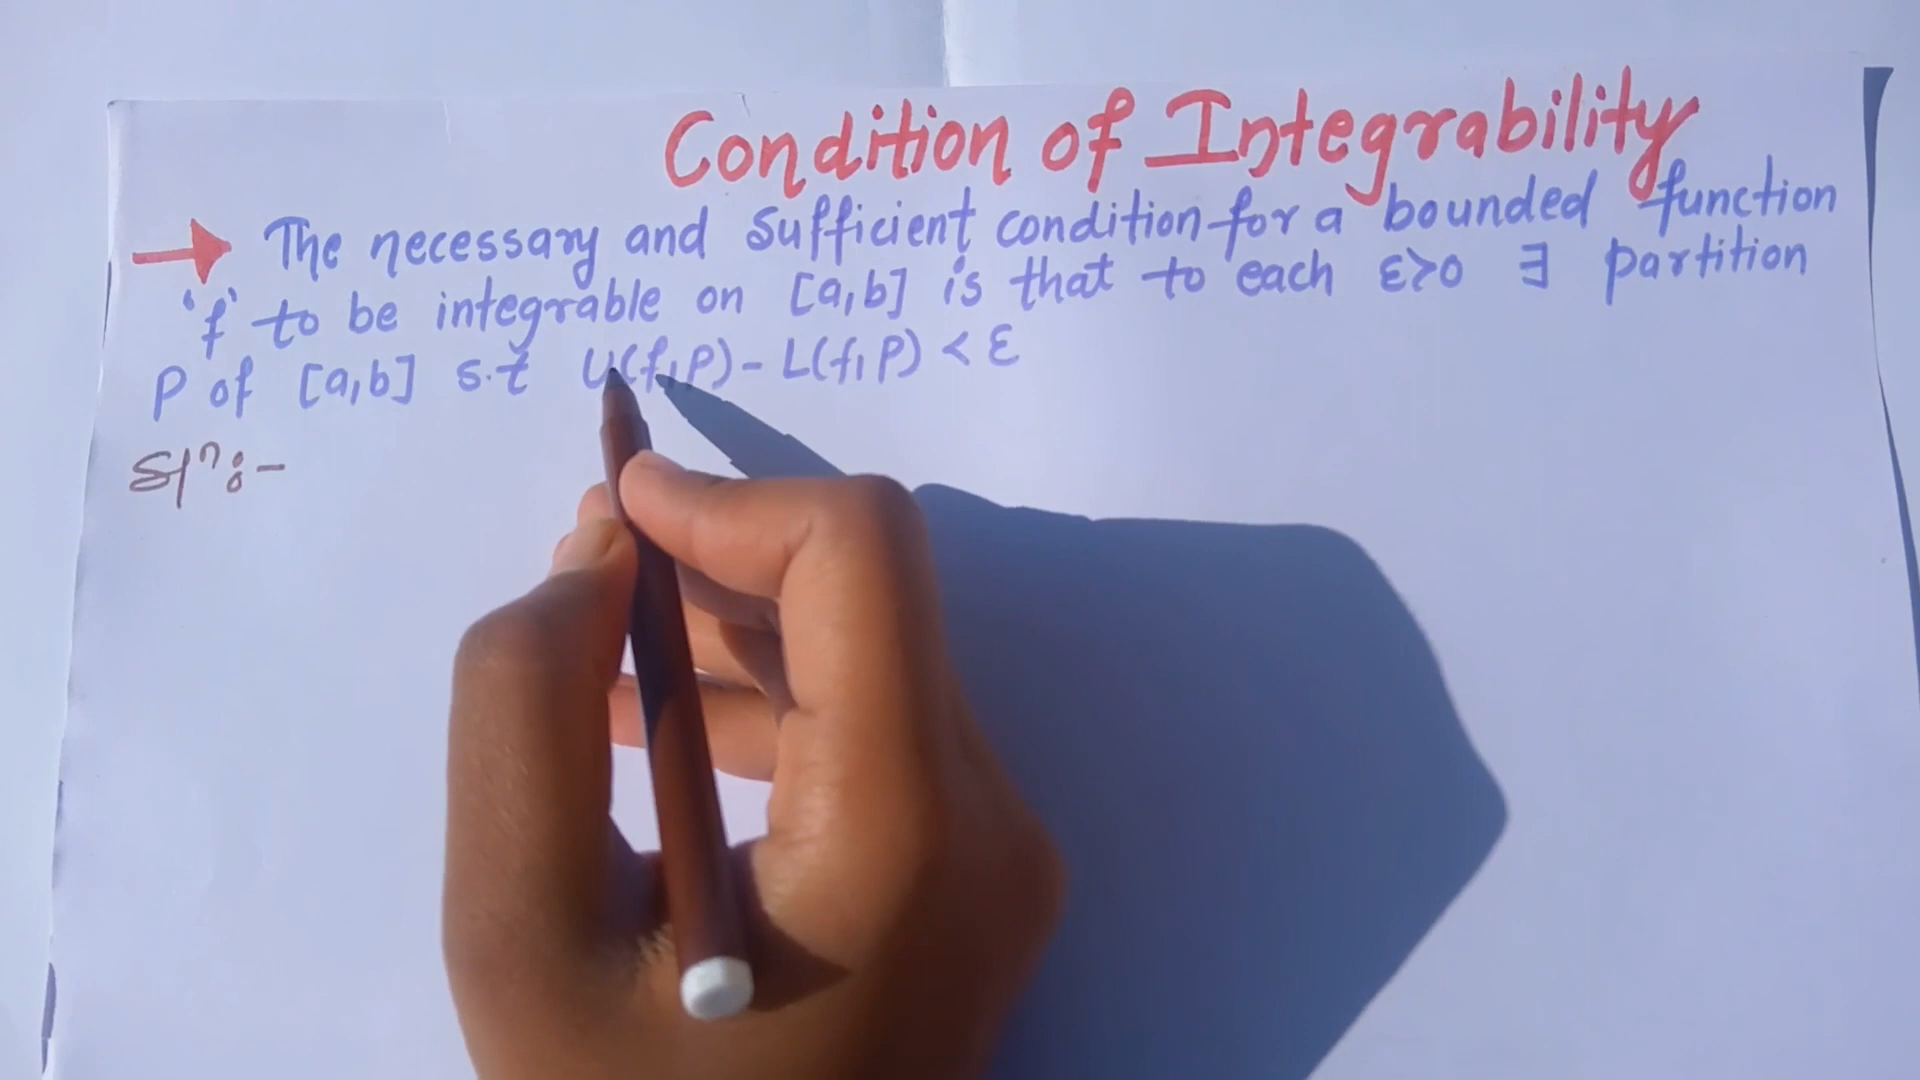 Condition of Integrability
→ The necessary and Sufficient condition for a bounded function
'f' to be integrable on [a,b] is that to each ε>0 ∃ partition
P of [a,b] s.t U(f,P) - L(f,P) < ε
Slⁿ:-